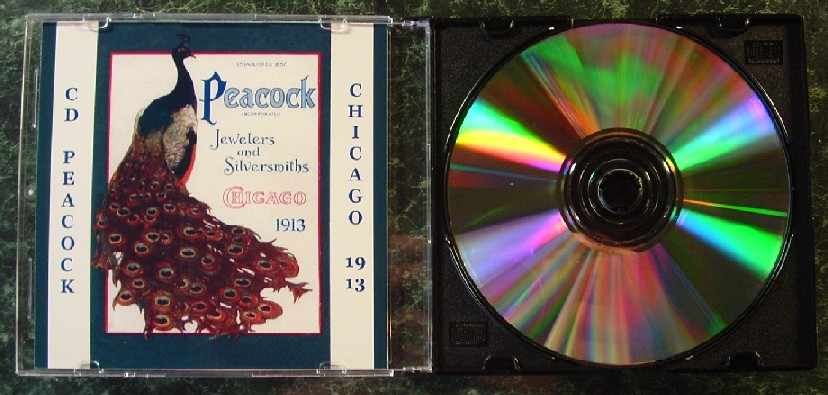 CD PEACOCK
ESTABLISHED 1837
Peacock
INCORPORATED
Jewelers
and
Silversmiths
CHICAGO
1913
CHICAGO 1913